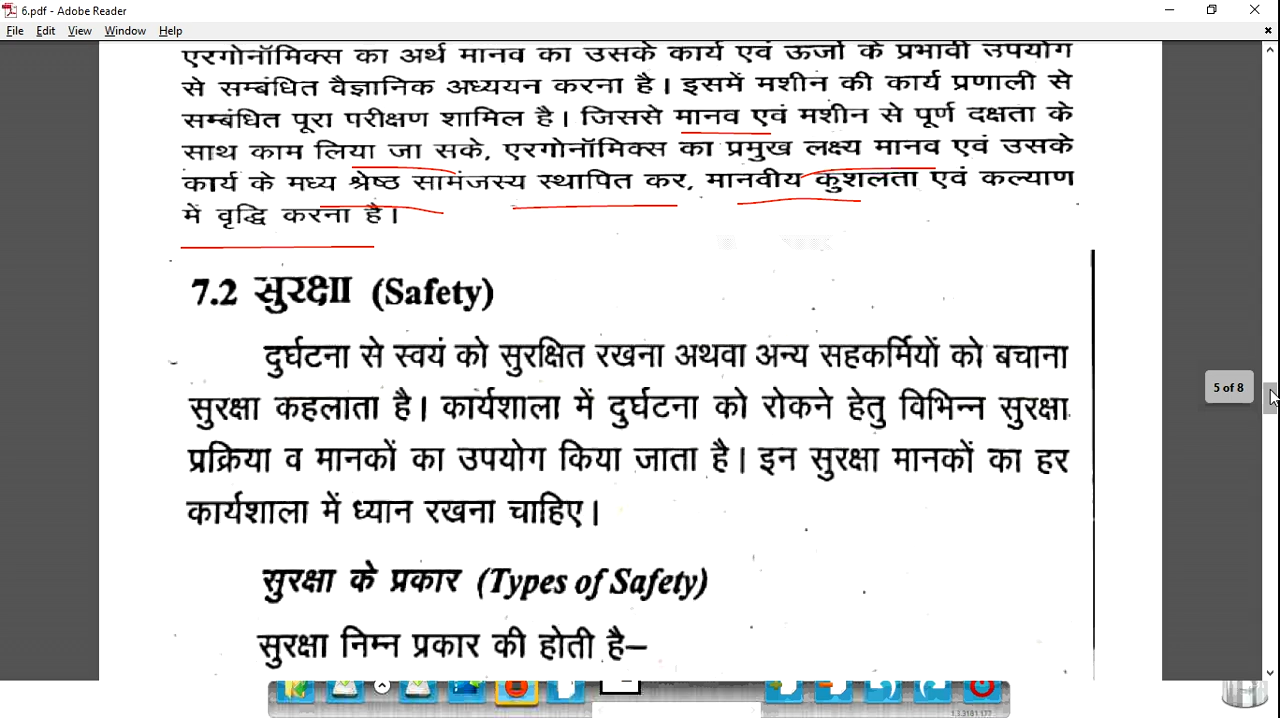 6.pdf - Adobe Reader
File Edit View Window Help
एरगोनॉमिक्स का अर्थ मानव का उसके कार्य एवं ऊर्जा के प्रभावी उपयोग
से सम्बंधित वैज्ञानिक अध्ययन करना है। इसमें मशीन की कार्य प्रणाली से
सम्बंधित पूरा परीक्षण शामिल है। जिससे मानव एवं मशीन से पूर्ण दक्षता के
साथ काम लिया जा सके, एरगोनॉमिक्स का प्रमुख लक्ष्य मानव एवं उसके
कार्य के मध्य श्रेष्ठ सामंजस्य स्थापित कर, मानवीय कुशलता एवं कल्याण
में वृद्धि करना है।
7.2 सुरक्षा (Safety)
दुर्घटना से स्वयं को सुरक्षित रखना अथवा अन्य सहकर्मियों को बचाना
सुरक्षा कहलाता है। कार्यशाला में दुर्घटना को रोकने हेतु विभिन्न सुरक्षा
5 of 8
प्रक्रिया व मानकों का उपयोग किया जाता है। इन सुरक्षा मानकों का हर
कार्यशाला में ध्यान रखना चाहिए।
सुरक्षा के प्रकार (Types of Safety)
सुरक्षा निम्न प्रकार की होती है–